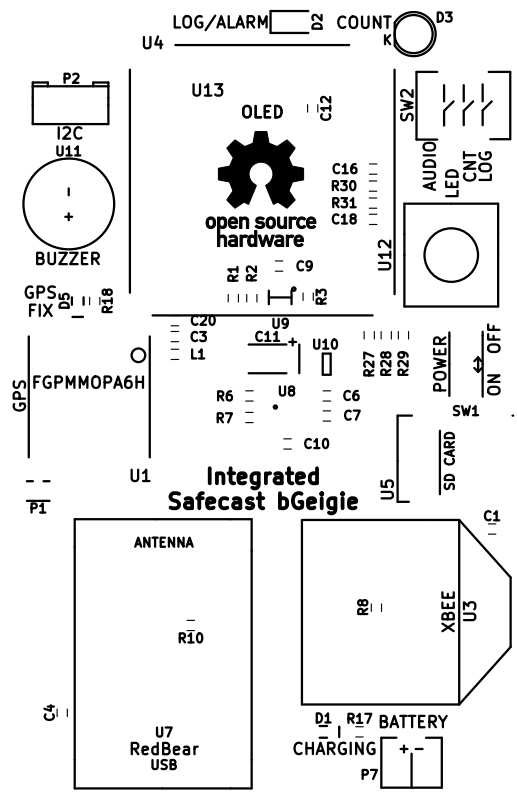 LOG/ALARM D2 COUNT D3
K
U4
P2
I2C
U13
OLED
C12
SW2
AUDIO
LED
CNT
LOG
U11
BUZZER
C16
R30
R31
C18
open source
hardware
U12
C9
R1
R2
R3
GPS
FIX
D5
R18
U9
C20
C3
L1
C11
U10
R27
R28
R29
POWER
OFF
ON
SW1
GPS
FGPMMOPA6H
R6
R7
U8
C6
C7
C10
U1
P1
U5
SD CARD
Integrated
Safecast bGeigie
ANTENNA
C1
R8
XBEE
U3
R10
C4
U7
RedBear
USB
D1 R17 BATTERY
CHARGING
P7
+ -